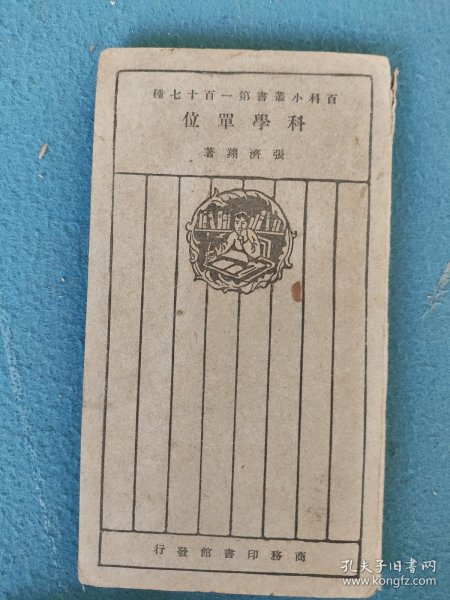 百科小叢書第一百十七種
科學單位
張濟翔著
商務印書館發行
孔夫子旧书网
www.kongfz.com